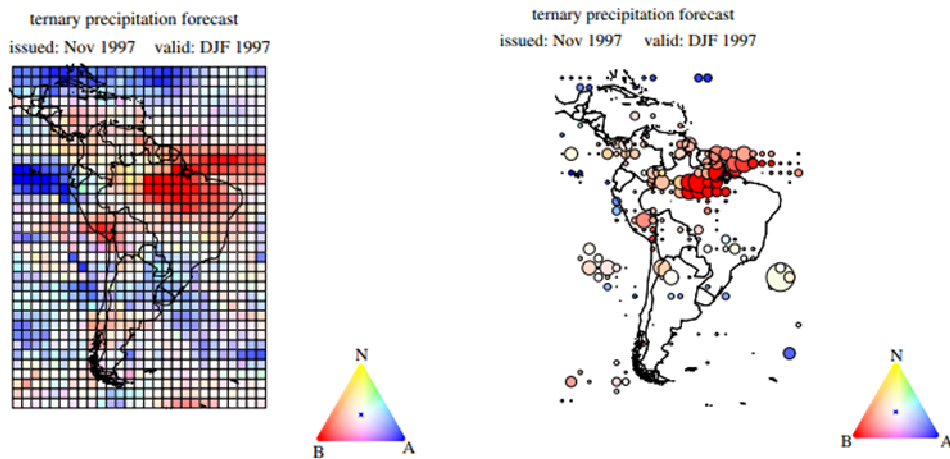 ternary precipitation forecast
issued: Nov 1997 valid: DJF 1997
N
B
A
ternary precipitation forecast
issued: Nov 1997 valid: DJF 1997
N
B
A